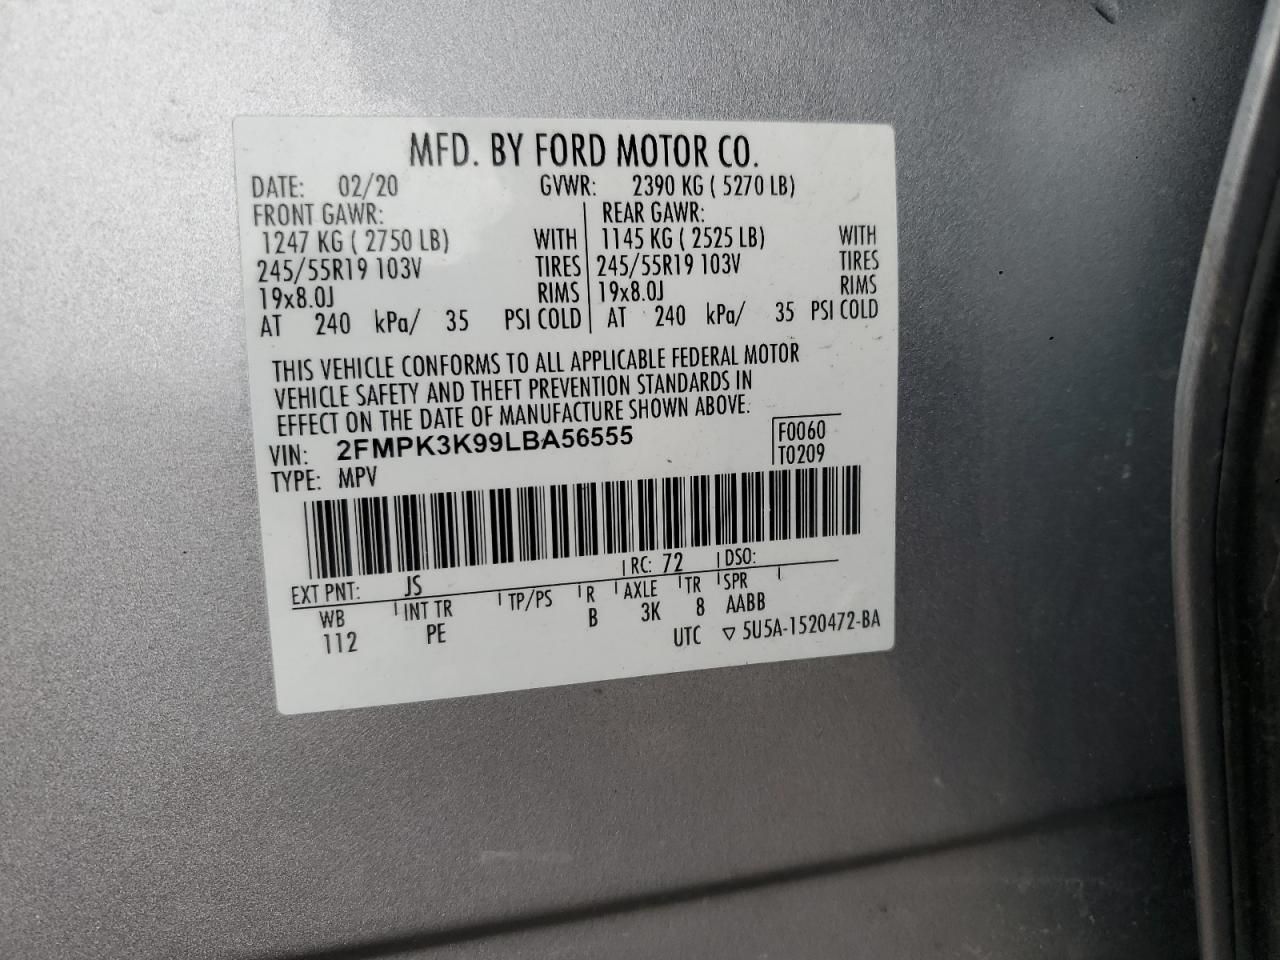 MFD. BY FORD MOTOR CO.
DATE: 02/20 GVWR: 2390 KG ( 5270 LB)
FRONT GAWR: REAR GAWR:
1247 KG ( 2750 LB) WITH 1145 KG ( 2525 LB) WITH
245/55R19 103V TIRES 245/55R19 103V TIRES
19x8.0J RIMS 19x8.0J RIMS
AT 240 kPa/ 35 PSI COLD AT 240 kPa/ 35 PSI COLD
THIS VEHICLE CONFORMS TO ALL APPLICABLE FEDERAL MOTOR
VEHICLE SAFETY AND THEFT PREVENTION STANDARDS IN
EFFECT ON THE DATE OF MANUFACTURE SHOWN ABOVE.
VIN: 2FMPK3K99LBA56555 F0060
TYPE: MPV T0209
EXT PNT: JS RC: 72 DSO:
WB INT TR TP/PS R AXLE TR SPR
112 PE B 3K 8 AABB
UTC ▽ 5U5A-1520472-BA